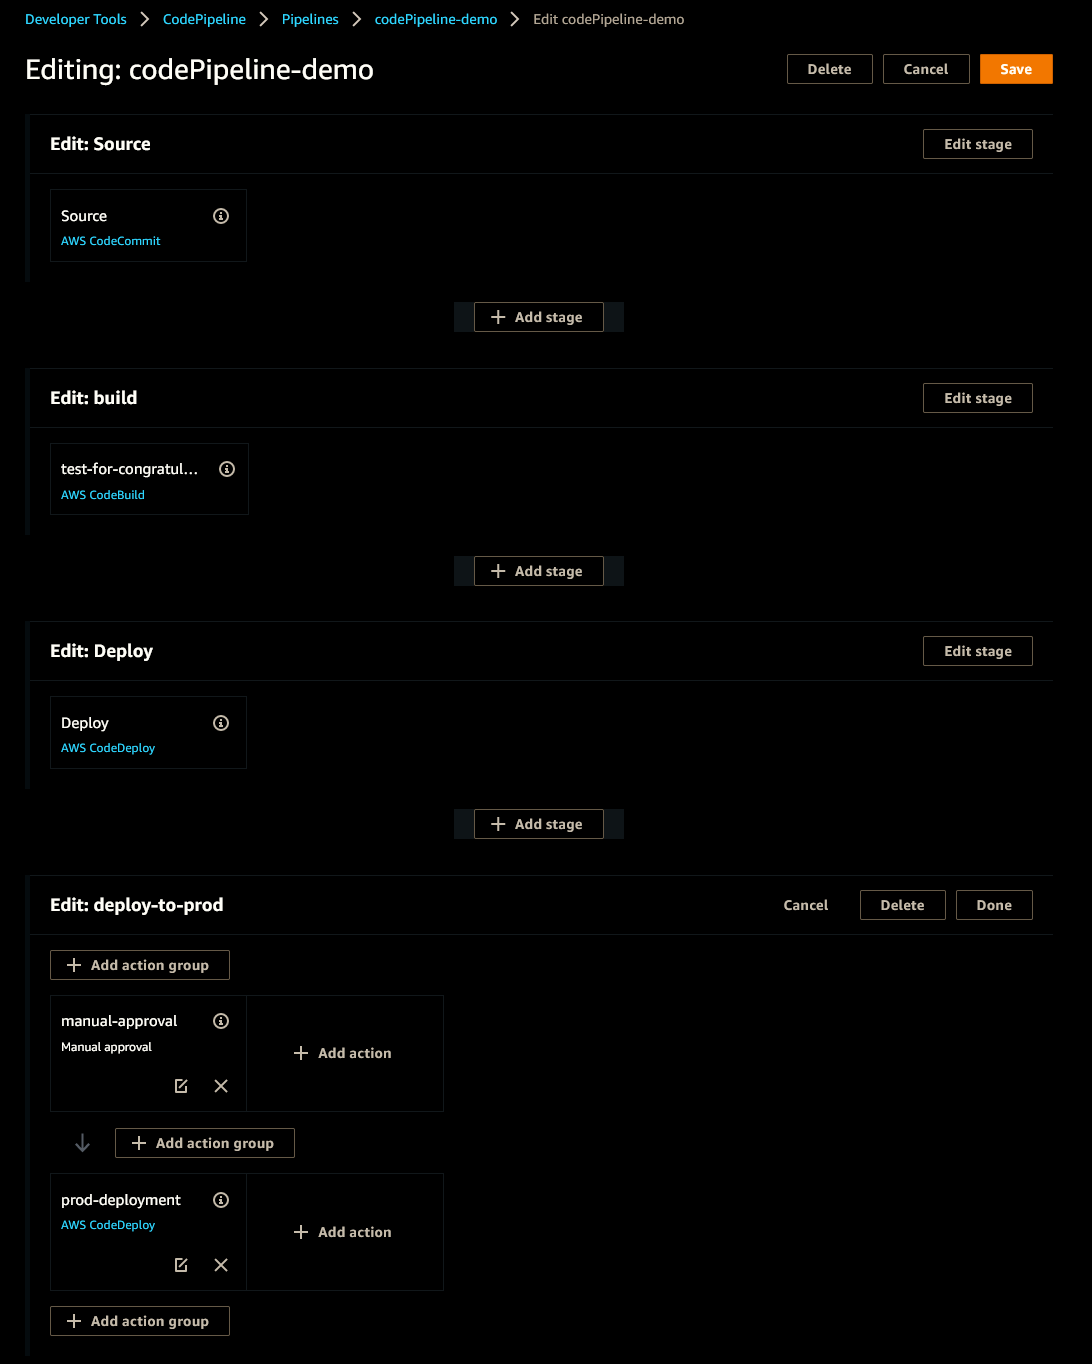 Developer Tools > CodePipeline > Pipelines > codePipeline-demo > Edit codePipeline-demo
Editing: codePipeline-demo
Delete
Cancel
Save
Edit: Source
Edit stage
Source
AWS CodeCommit
+ Add stage
Edit: build
Edit stage
test-for-congratul...
AWS CodeBuild
+ Add stage
Edit: Deploy
Edit stage
Deploy
AWS CodeDeploy
+ Add stage
Edit: deploy-to-prod
Cancel
Delete
Done
+ Add action group
manual-approval
Manual approval
+ Add action
+ Add action group
prod-deployment
AWS CodeDeploy
+ Add action
+ Add action group